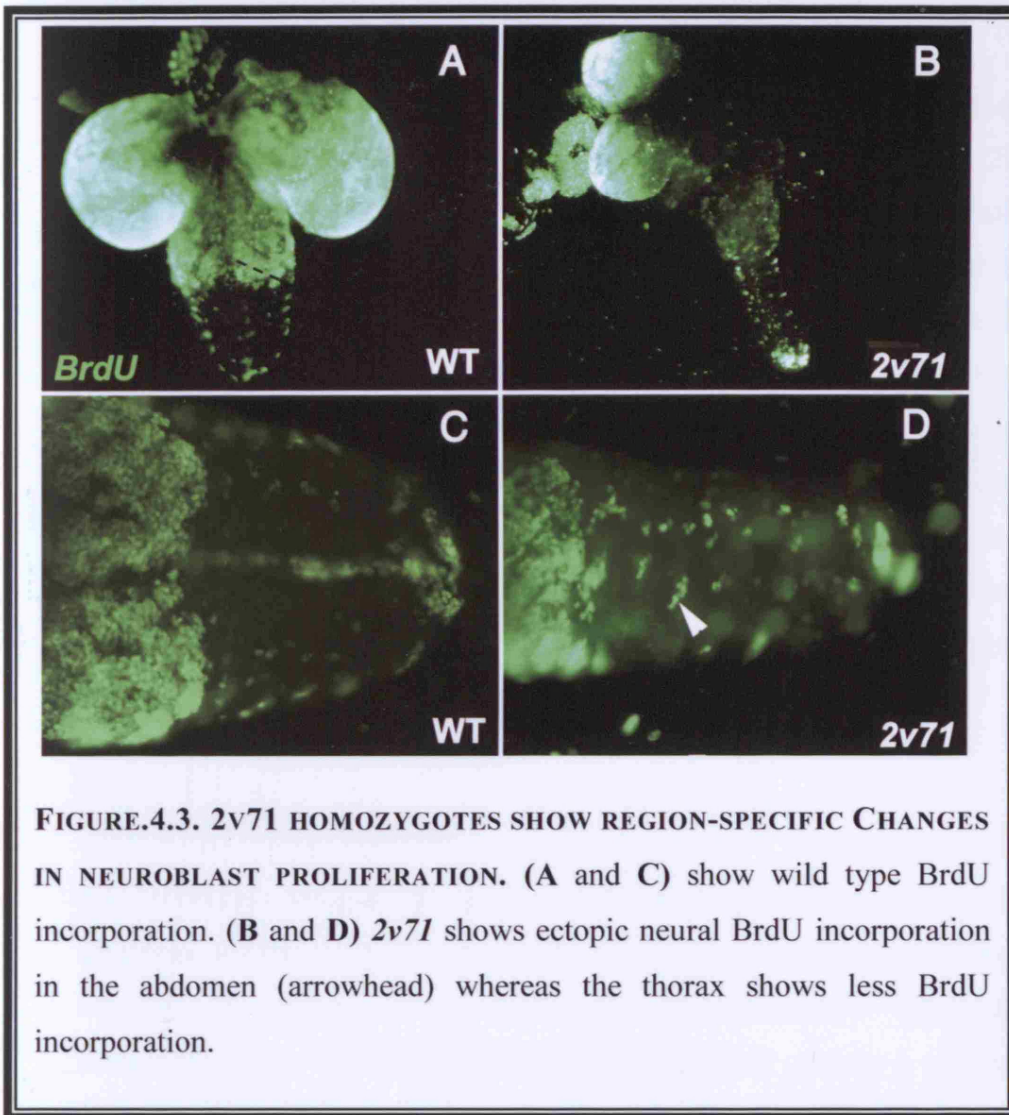 A
B
BrdU
WT
2v71
C
D
WT
2v71
FIGURE.4.3. 2V71 HOMOZYGOTES SHOW REGION-SPECIFIC CHANGES
IN NEUROBLAST PROLIFERATION. (A and C) show wild type BrdU
incorporation. (B and D) 2v71 shows ectopic neural BrdU incorporation
in the abdomen (arrowhead) whereas the thorax shows less BrdU
incorporation.